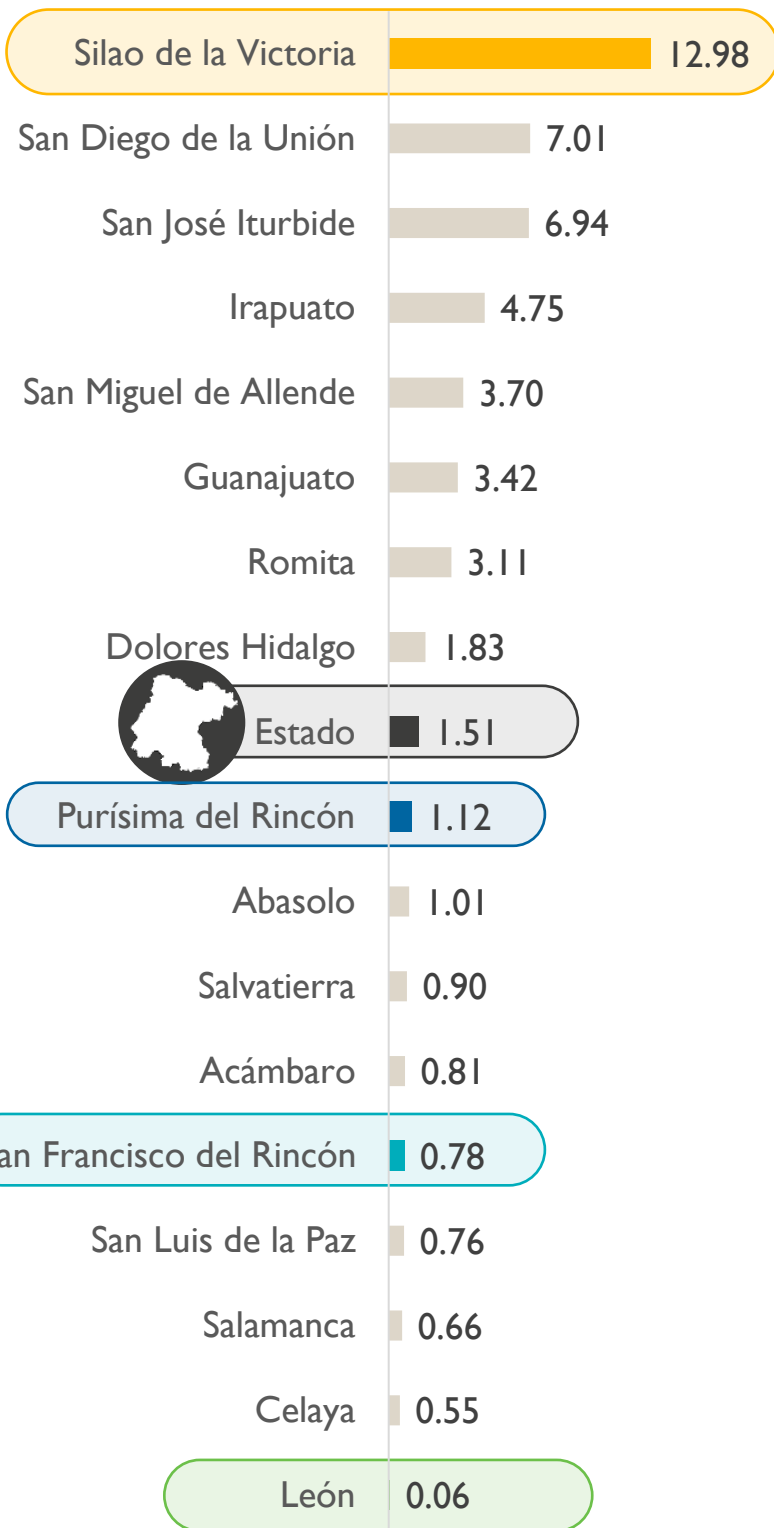 Silao de la Victoria 12.98
San Diego de la Unión 7.01
San José Iturbide 6.94
Irapuato 4.75
San Miguel de Allende 3.70
Guanajuato 3.42
Romita 3.11
Dolores Hidalgo 1.83
Estado 1.51
Purísima del Rincón 1.12
Abasolo 1.01
Salvatierra 0.90
Acámbaro 0.81
an Francisco del Rincón 0.78
San Luis de la Paz 0.76
Salamanca 0.66
Celaya 0.55
León 0.06